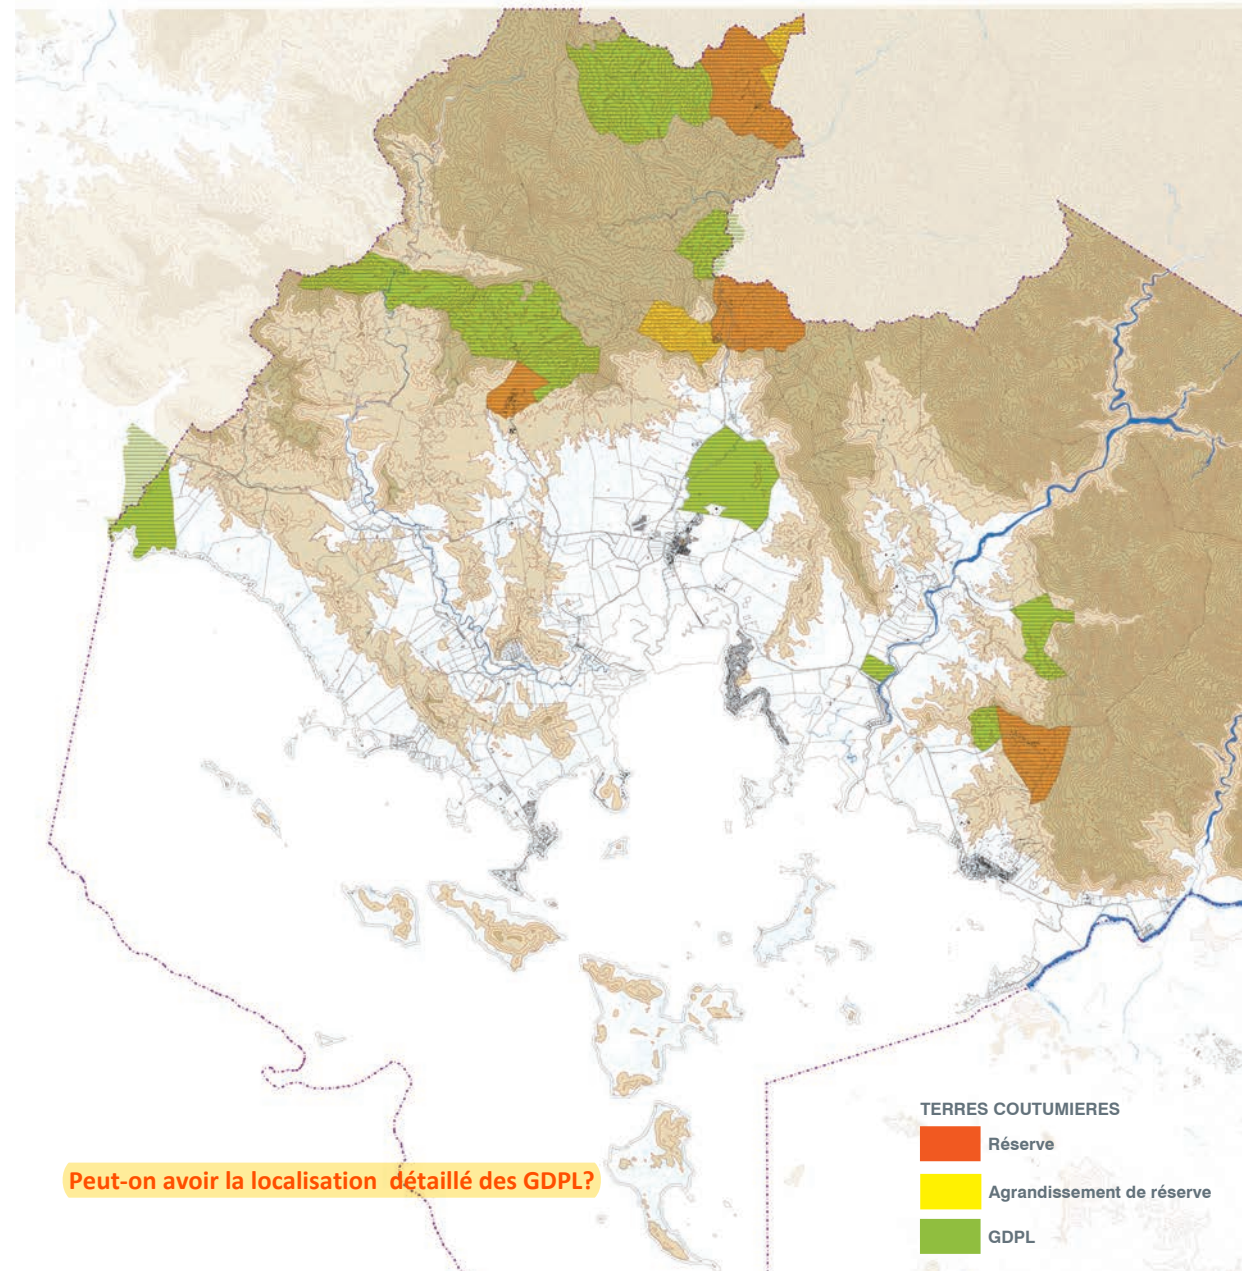 Peut-on avoir la localisation détaillé des GDPL?
TERRES COUTUMIERES
Réserve
Agrandissement de réserve
GDPL